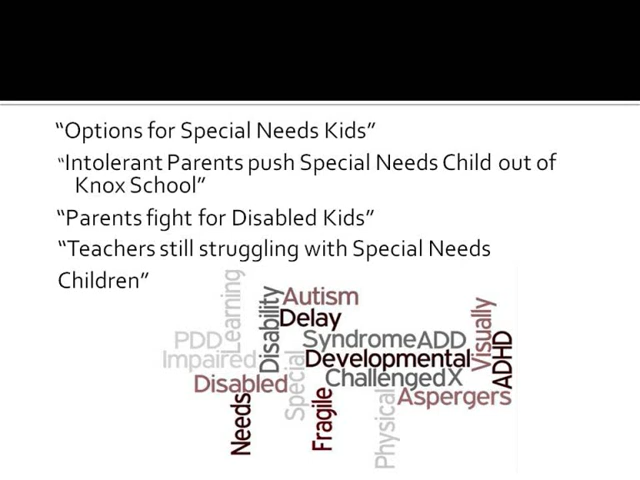 “Options for Special Needs Kids”
“Intolerant Parents push Special Needs Child out of
Knox School”
“Parents fight for Disabled Kids”
“Teachers still struggling with Special Needs
Children”
Learning
Disability
Autism
Delay
PDD
Syndrome ADD
Visually
ADHD
Impaired
Developmental
Disabled
Special
Challenged X
Needs
Fragile
Physical
Aspergers